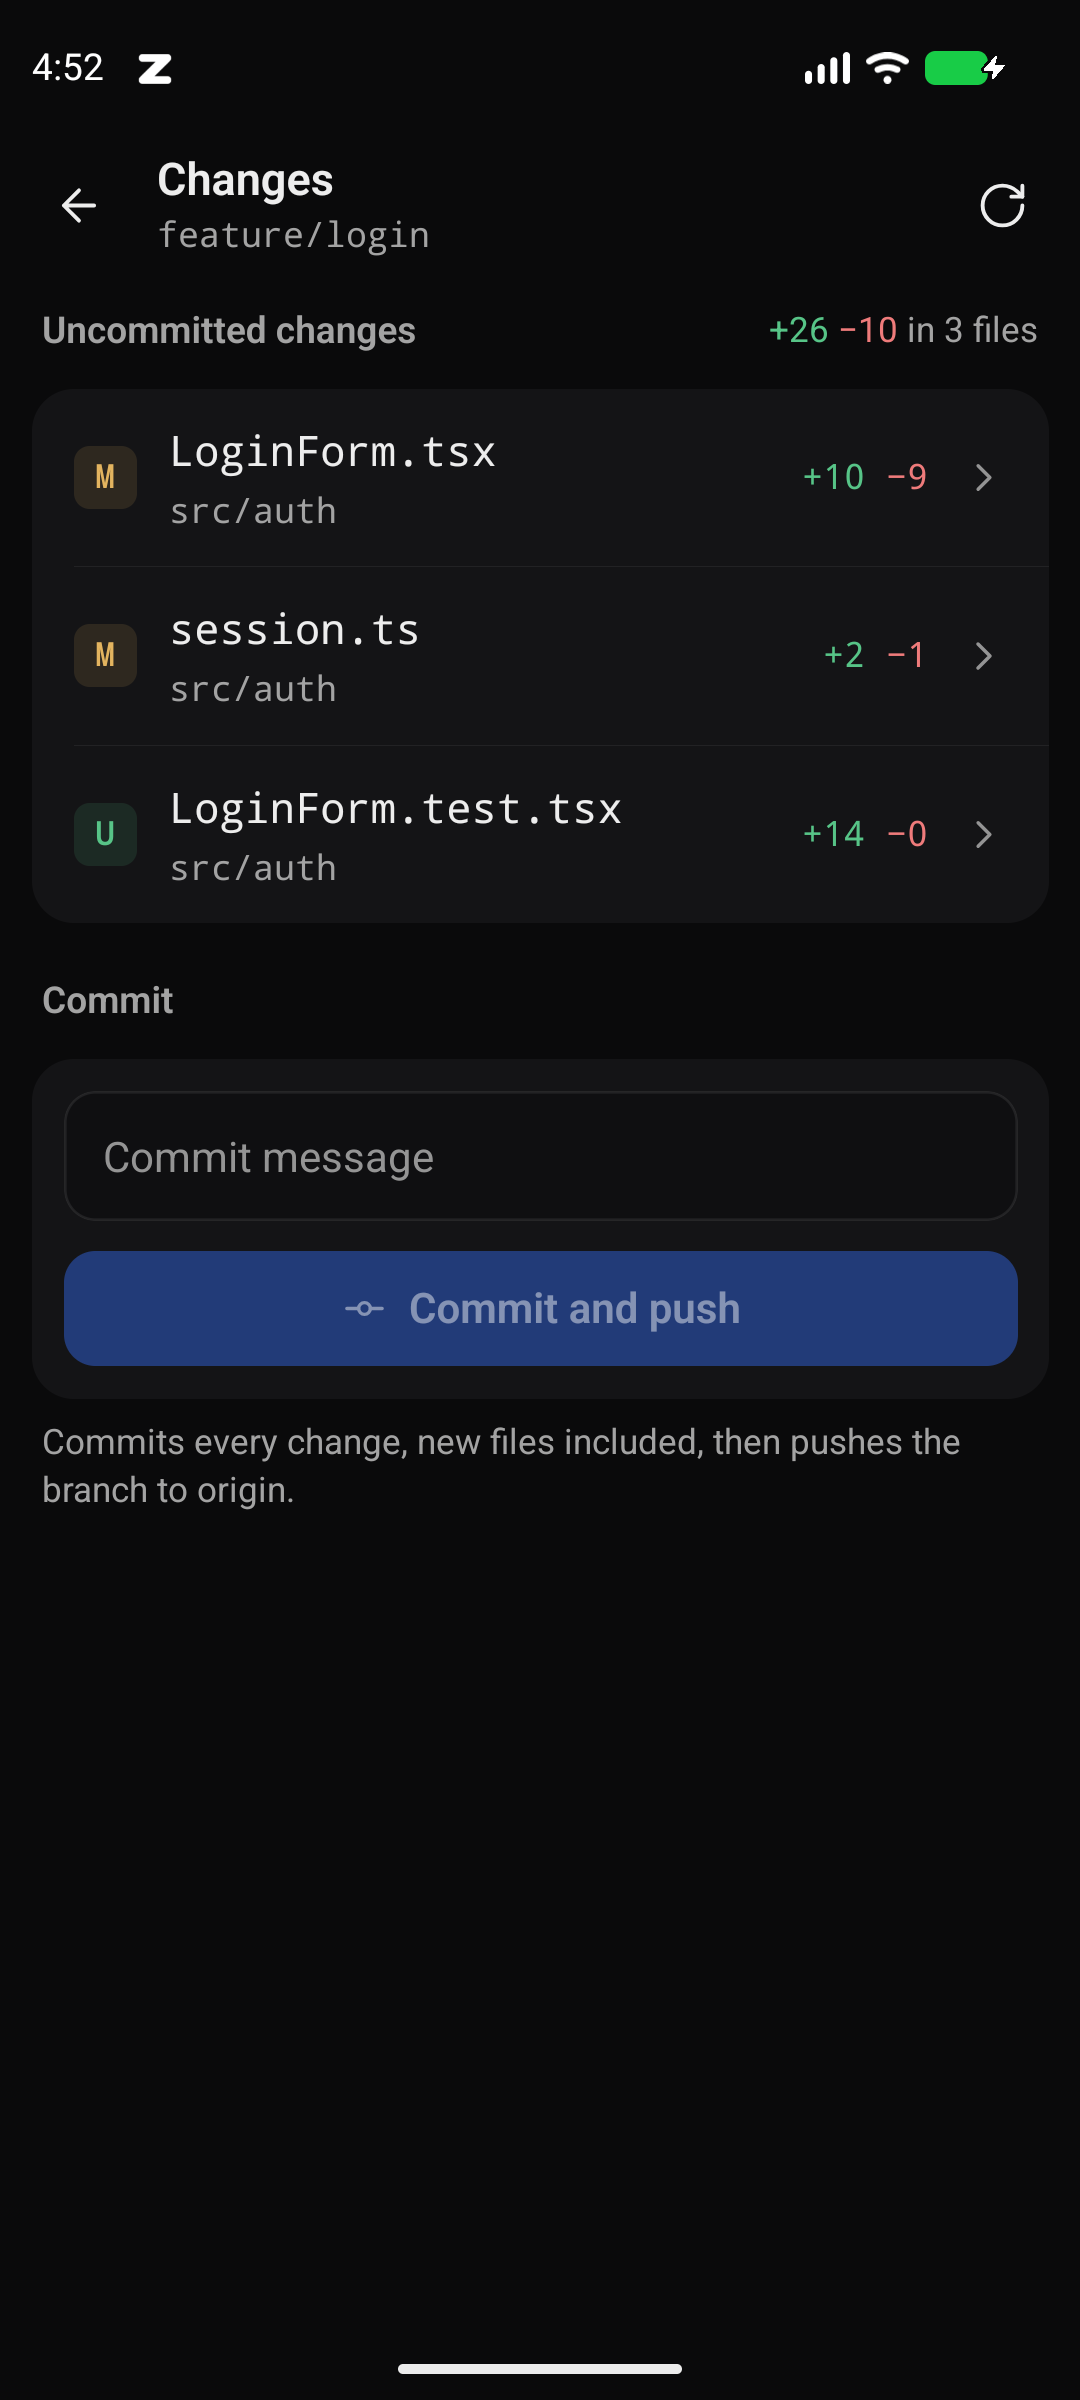 4:52
Changes
feature/login
Uncommitted changes
+26 −10 in 3 files
M
LoginForm.tsx
src/auth
+10 −9
M
session.ts
src/auth
+2 −1
U
LoginForm.test.tsx
src/auth
+14 −0
Commit
Commit message
Commit and push
Commits every change, new files included, then pushes the
branch to origin.